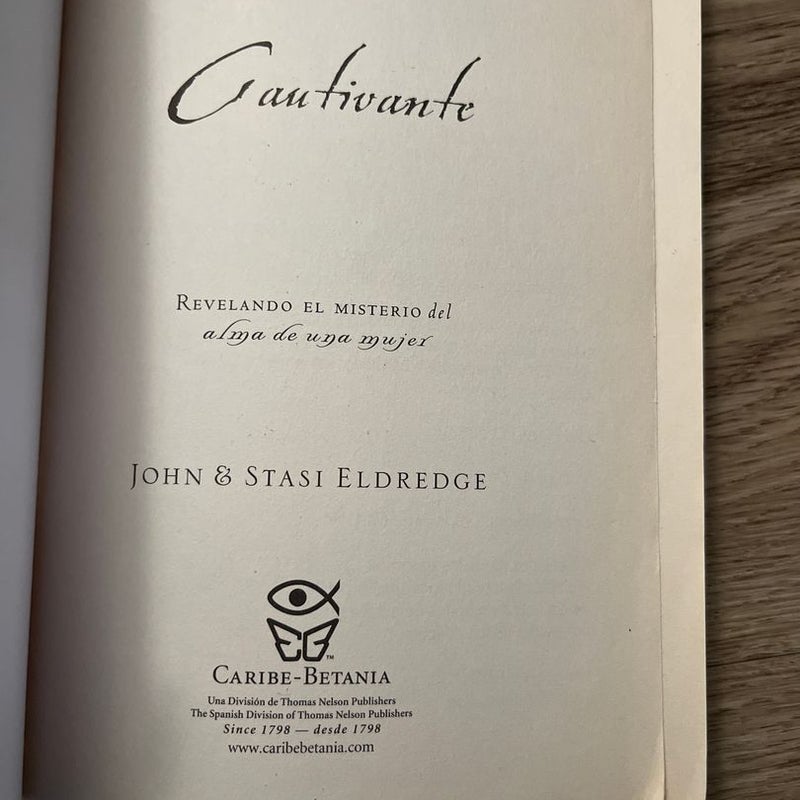 Cautivante
Revelando el misterio del
alma de una mujer
John & Stasi Eldredge
EB™
Caribe-Betania
Una División de Thomas Nelson Publishers
The Spanish Division of Thomas Nelson Publishers
Since 1798 — desde 1798
www.caribebetania.com